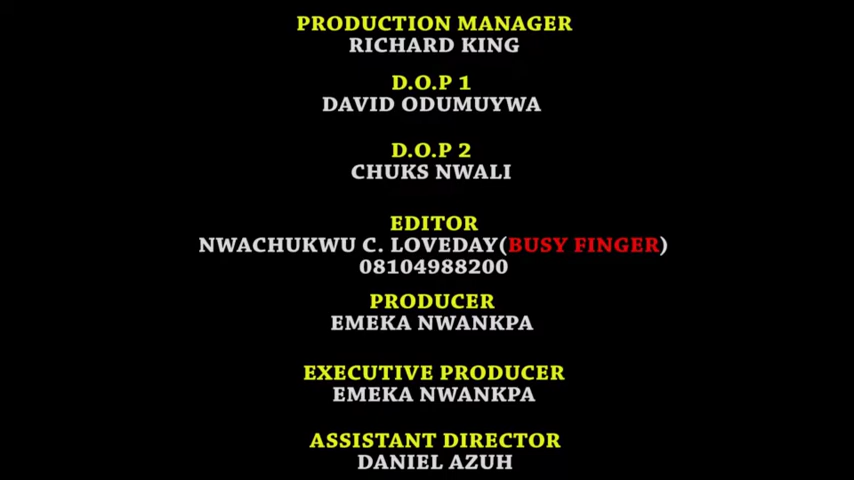 PRODUCTION MANAGER
RICHARD KING
D.O.P 1
DAVID ODUMUYWA
D.O.P 2
CHUKS NWALI
EDITOR
NWACHUKWU C. LOVEDAY(BUSY FINGER)
08104988200
PRODUCER
EMEKA NWANKPA
EXECUTIVE PRODUCER
EMEKA NWANKPA
ASSISTANT DIRECTOR
DANIEL AZUH